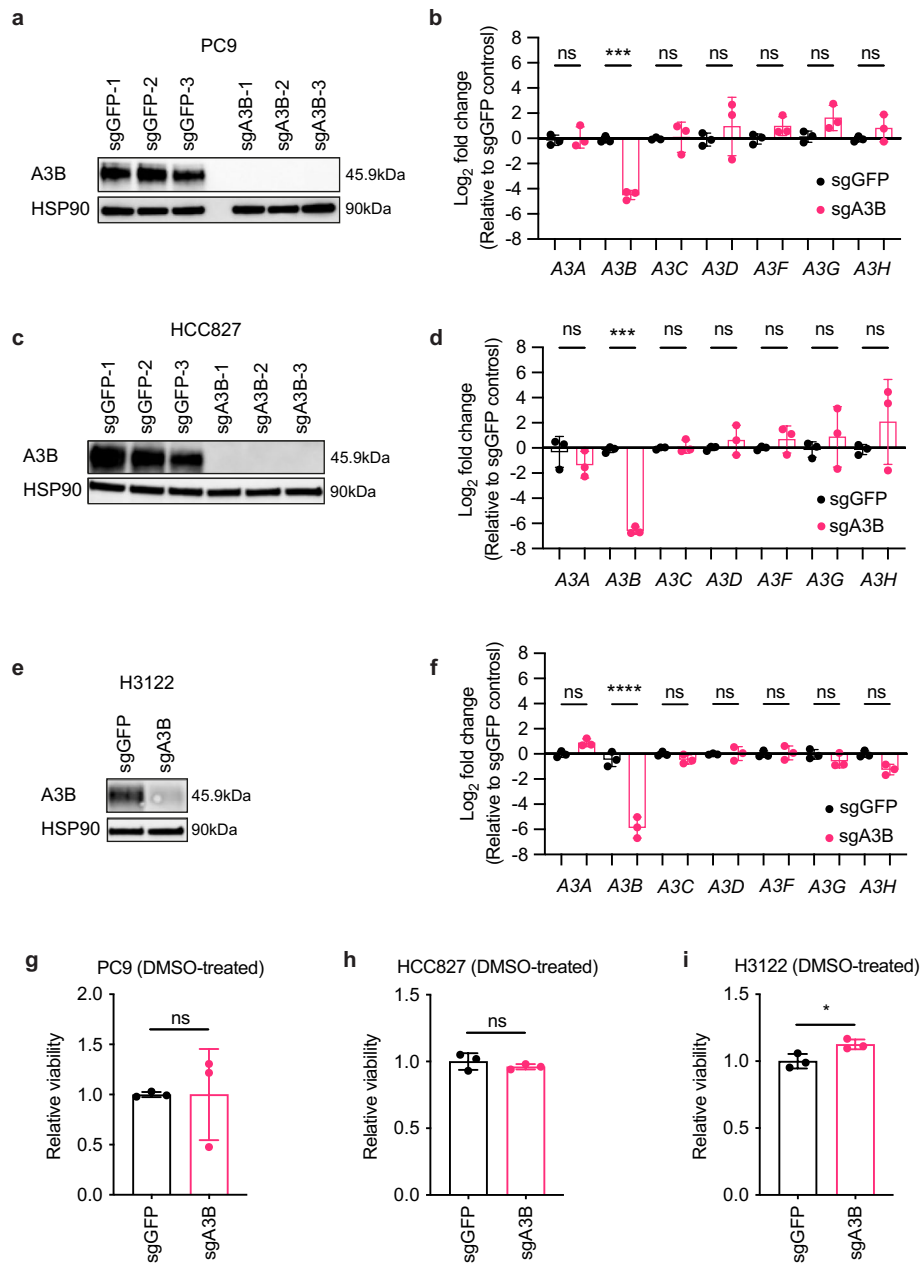 a
PC9
sgGFP-1
sgGFP-2
sgGFP-3
sgA3B-1
sgA3B-2
sgA3B-3
A3B
45.9kDa
HSP90
90kDa
b
Log2 fold change
(Relative to sgGFP controsl)
8
6
4
2
0
-2
-4
-6
-8
ns
***
ns
ns
ns
ns
ns
sgGFP
sgA3B
A3A
A3B
A3C
A3D
A3F
A3G
A3H
c
HCC827
sgGFP-1
sgGFP-2
sgGFP-3
sgA3B-1
sgA3B-2
sgA3B-3
A3B
45.9kDa
HSP90
90kDa
d
Log2 fold change
(Relative to sgGFP controsl)
8
6
4
2
0
-2
-4
-6
-8
ns
***
ns
ns
ns
ns
ns
sgGFP
sgA3B
A3A
A3B
A3C
A3D
A3F
A3G
A3H
e
H3122
sgGFP
sgA3B
A3B
45.9kDa
HSP90
90kDa
f
Log2 fold change
(Relative to sgGFP controsl)
8
6
4
2
0
-2
-4
-6
-8
ns
****
ns
ns
ns
ns
ns
sgGFP
sgA3B
A3A
A3B
A3C
A3D
A3F
A3G
A3H
g
PC9 (DMSO-treated)
Relative viability
2.0
1.5
1.0
0.5
0.0
ns
sgGFP
sgA3B
h
HCC827 (DMSO-treated)
Relative viability
1.5
1.0
0.5
0.0
ns
sgGFP
sgA3B
i
H3122 (DMSO-treated)
Relative viability
1.5
1.0
0.5
0.0
*
sgGFP
sgA3B